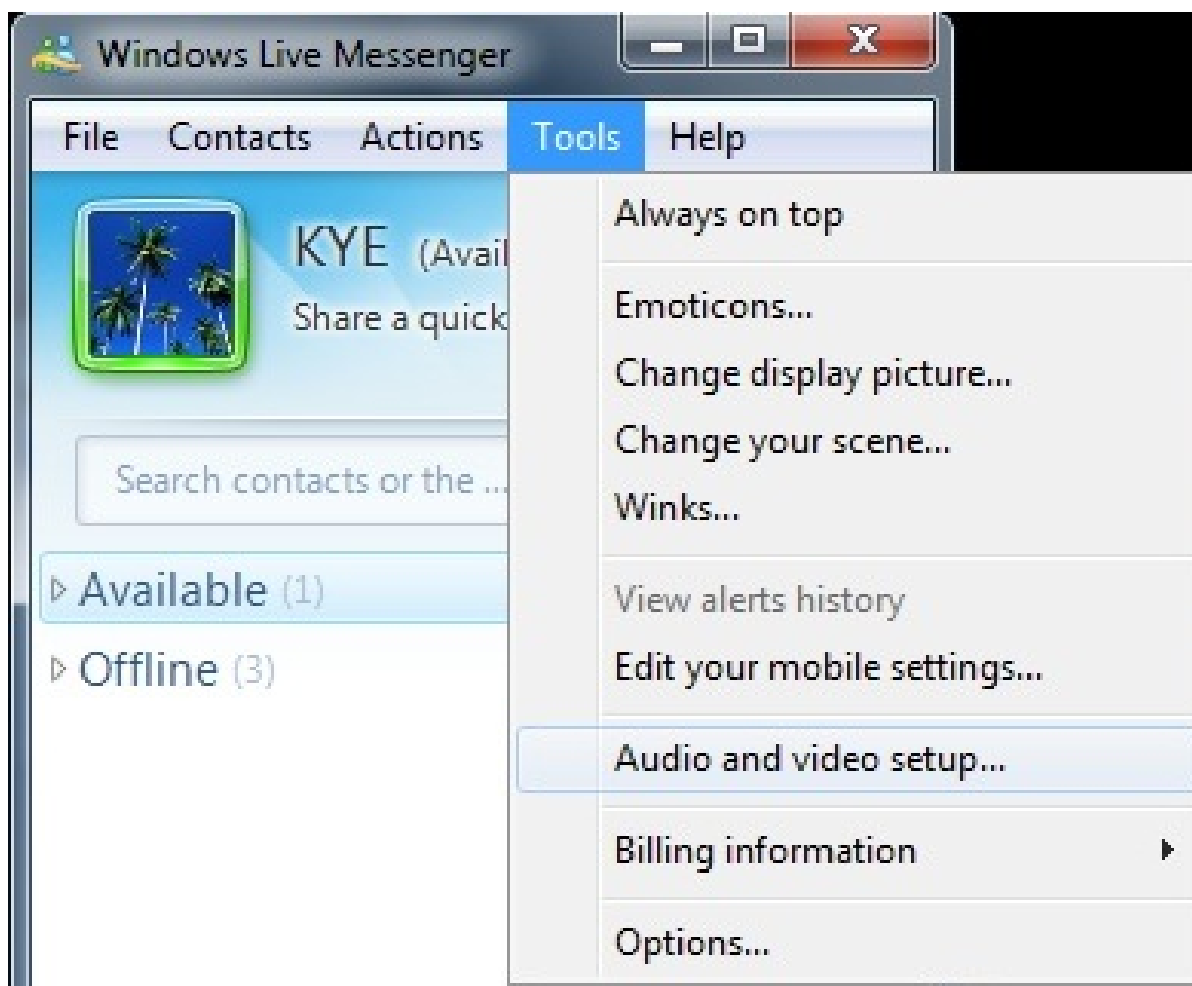 Windows Live Messenger
File Contacts Actions Tools Help
KYE (Avail
Share a quick
Search contacts or the ...
Available (1)
Offline (3)
Always on top
Emoticons...
Change display picture...
Change your scene...
Winks...
View alerts history
Edit your mobile settings...
Audio and video setup...
Billing information
Options...